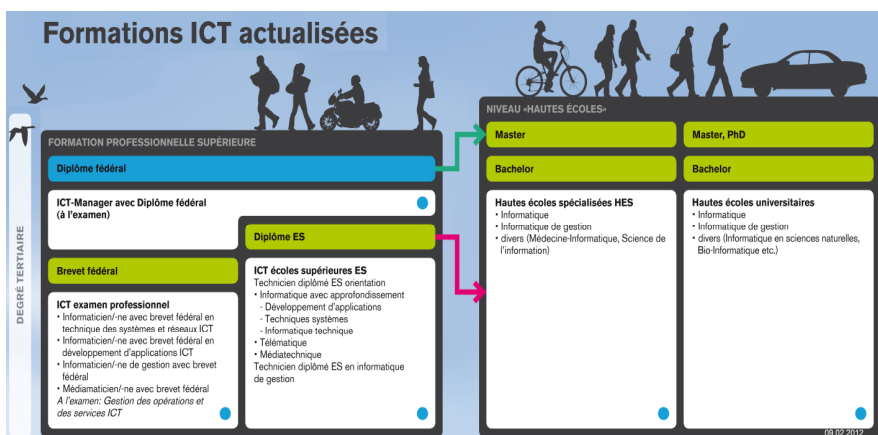 Formations ICT actualisées
DEGRÉ TERTIAIRE
FORMATION PROFESSIONNELLE SUPÉRIEURE
Diplôme fédéral
ICT-Manager avec Diplôme fédéral
(à l'examen)
Brevet fédéral
ICT examen professionnel
• Informaticien/-ne avec brevet fédéral en
technique des systèmes et réseaux ICT
• Informaticien/-ne avec brevet fédéral en
développement d'applications ICT
• Informaticien/-ne de gestion avec brevet
fédéral
• Médiamaticien/-ne avec brevet fédéral
A l'examen: Gestion des opérations et
des services ICT
Diplôme ES
ICT écoles supérieures ES
Technicien diplômé ES orientation
• Informatique avec approfondissement
- Développement d'applications
- Techniques systèmes
- Informatique technique
• Télématique
• Médiatechnique
Technicien diplômé ES en informatique
de gestion
NIVEAU «HAUTES ÉCOLES»
Master
Bachelor
Hautes écoles spécialisées HES
• Informatique
• Informatique de gestion
• divers (Médecine-Informatique, Science de
l'information)
Master, PhD
Bachelor
Hautes écoles universitaires
• Informatique
• Informatique de gestion
• divers (Informatique en sciences naturelles,
Bio-Informatique etc.)
09.02.2012